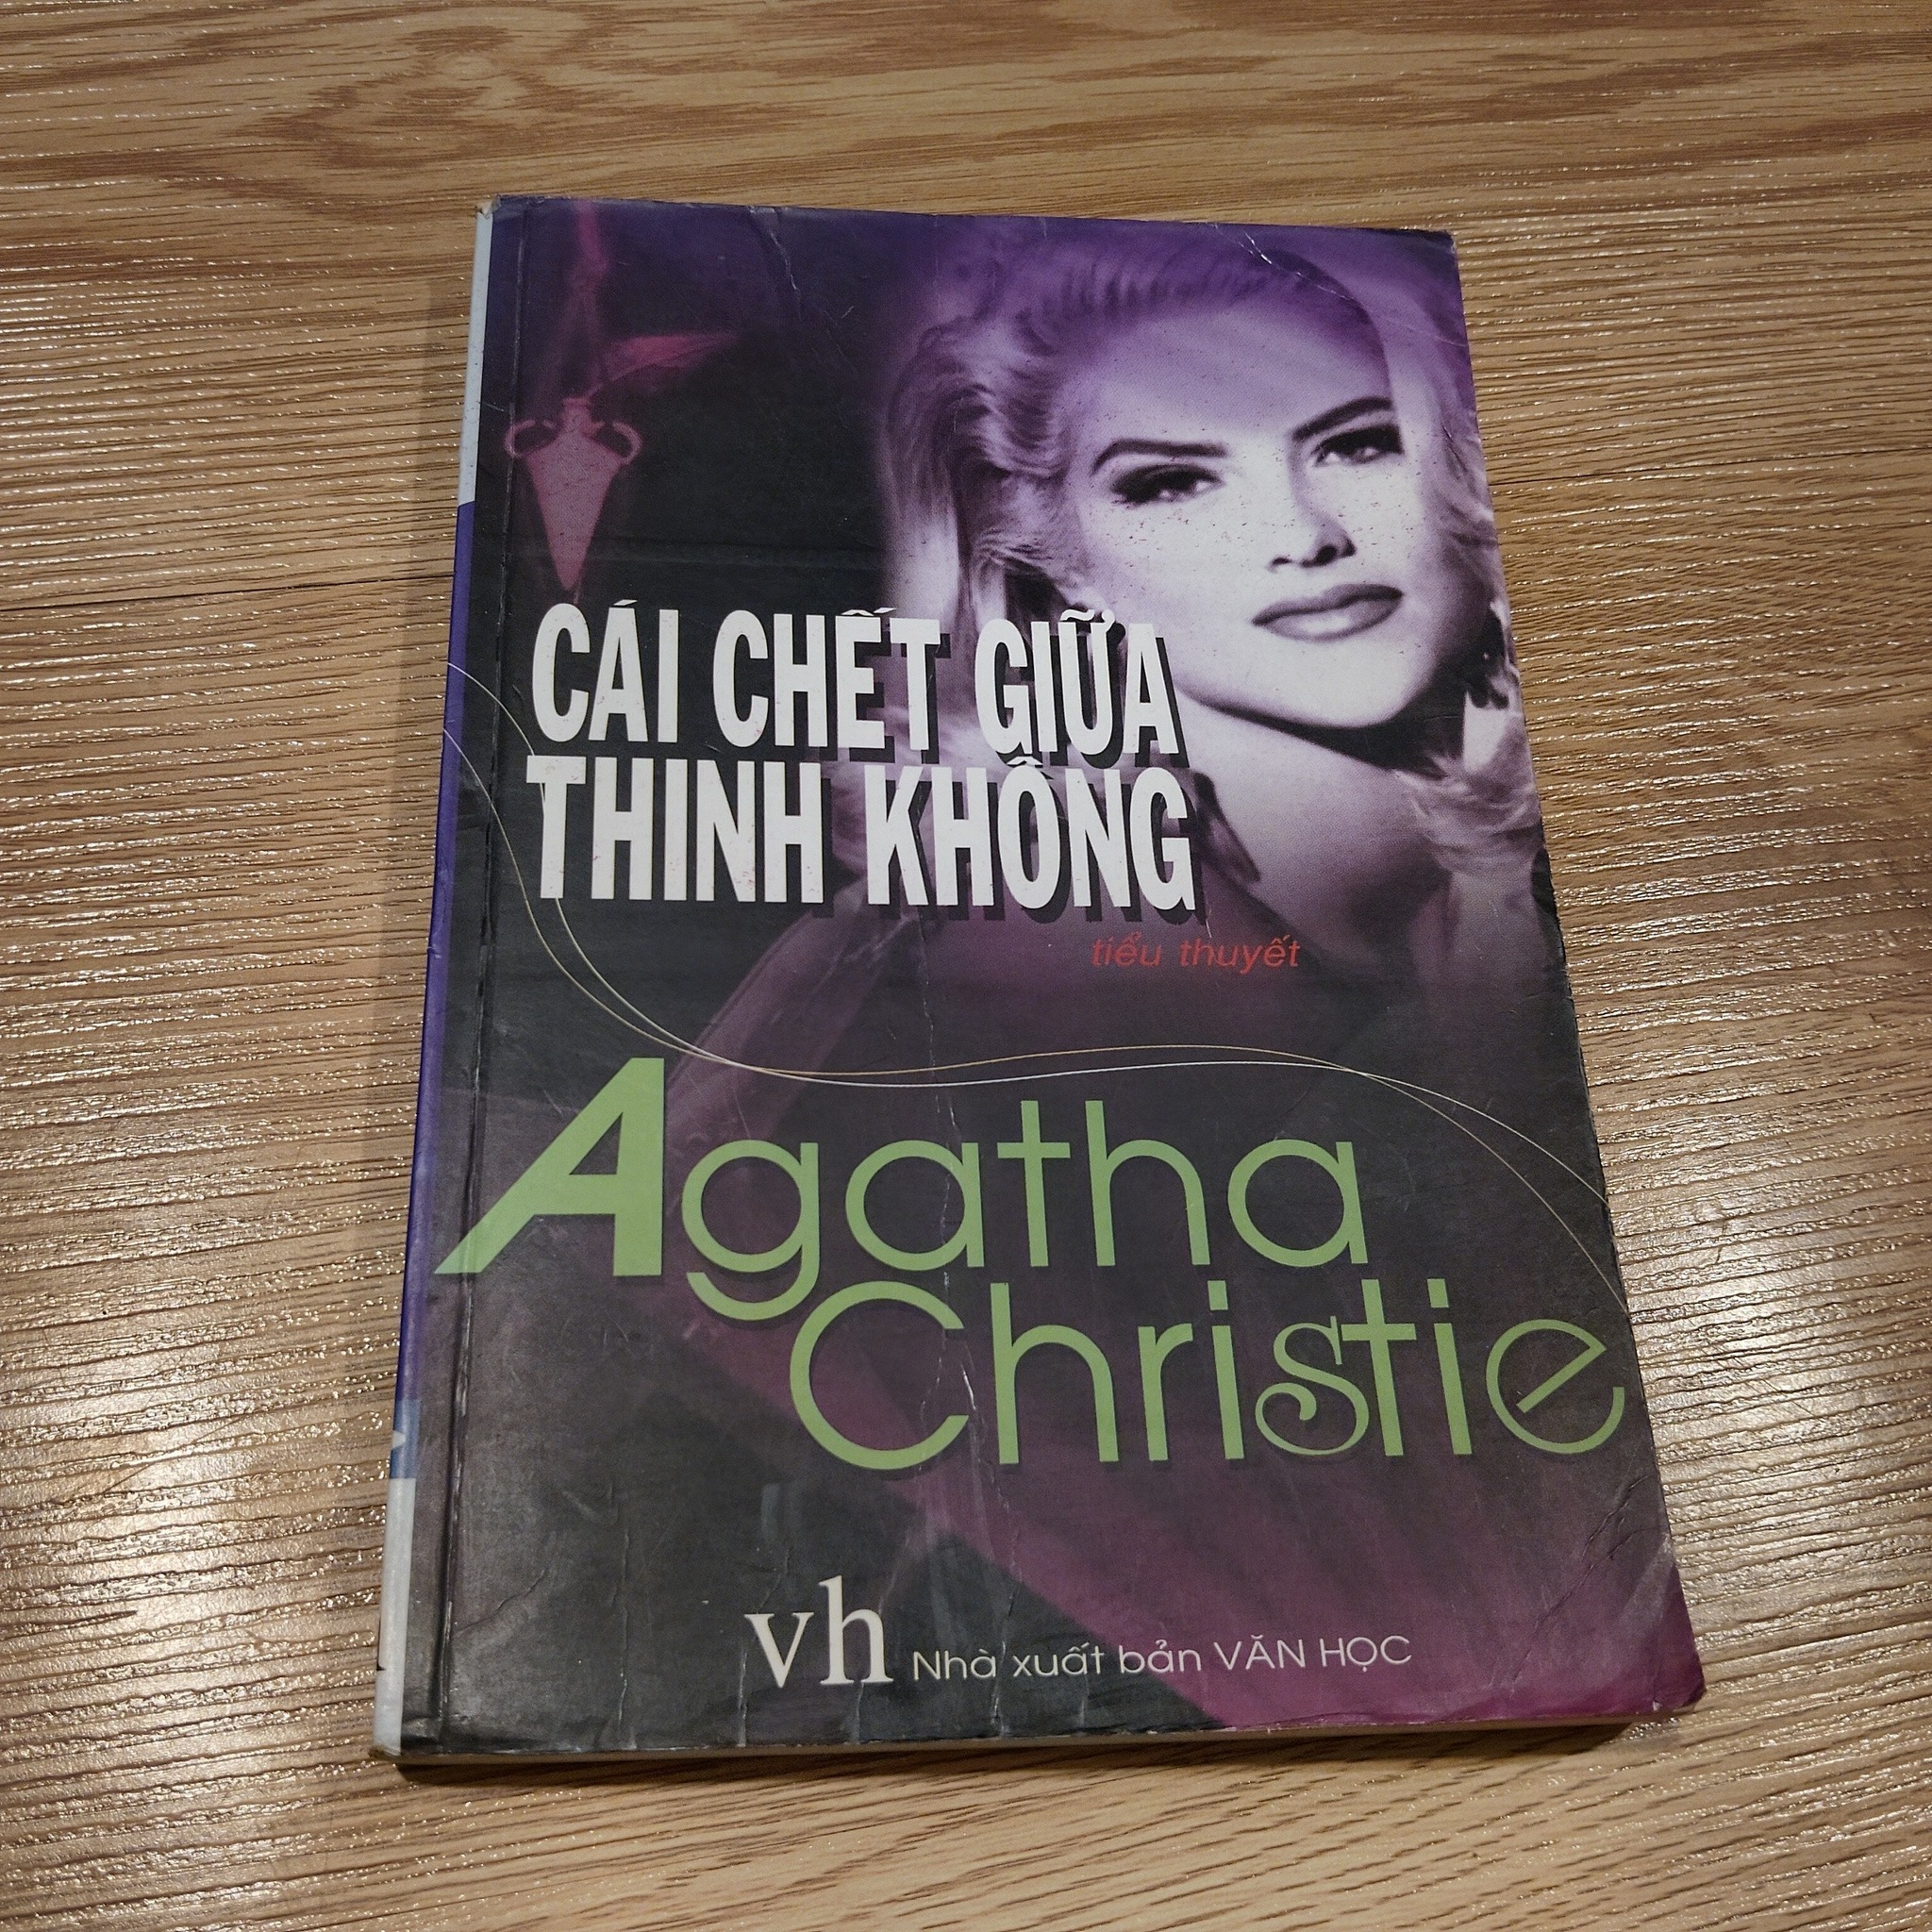 CÁI CHẾT GIỮA
THINH KHÔNG
tiểu thuyết
Agatha
Christie
vh Nhà xuất bản VĂN HỌC